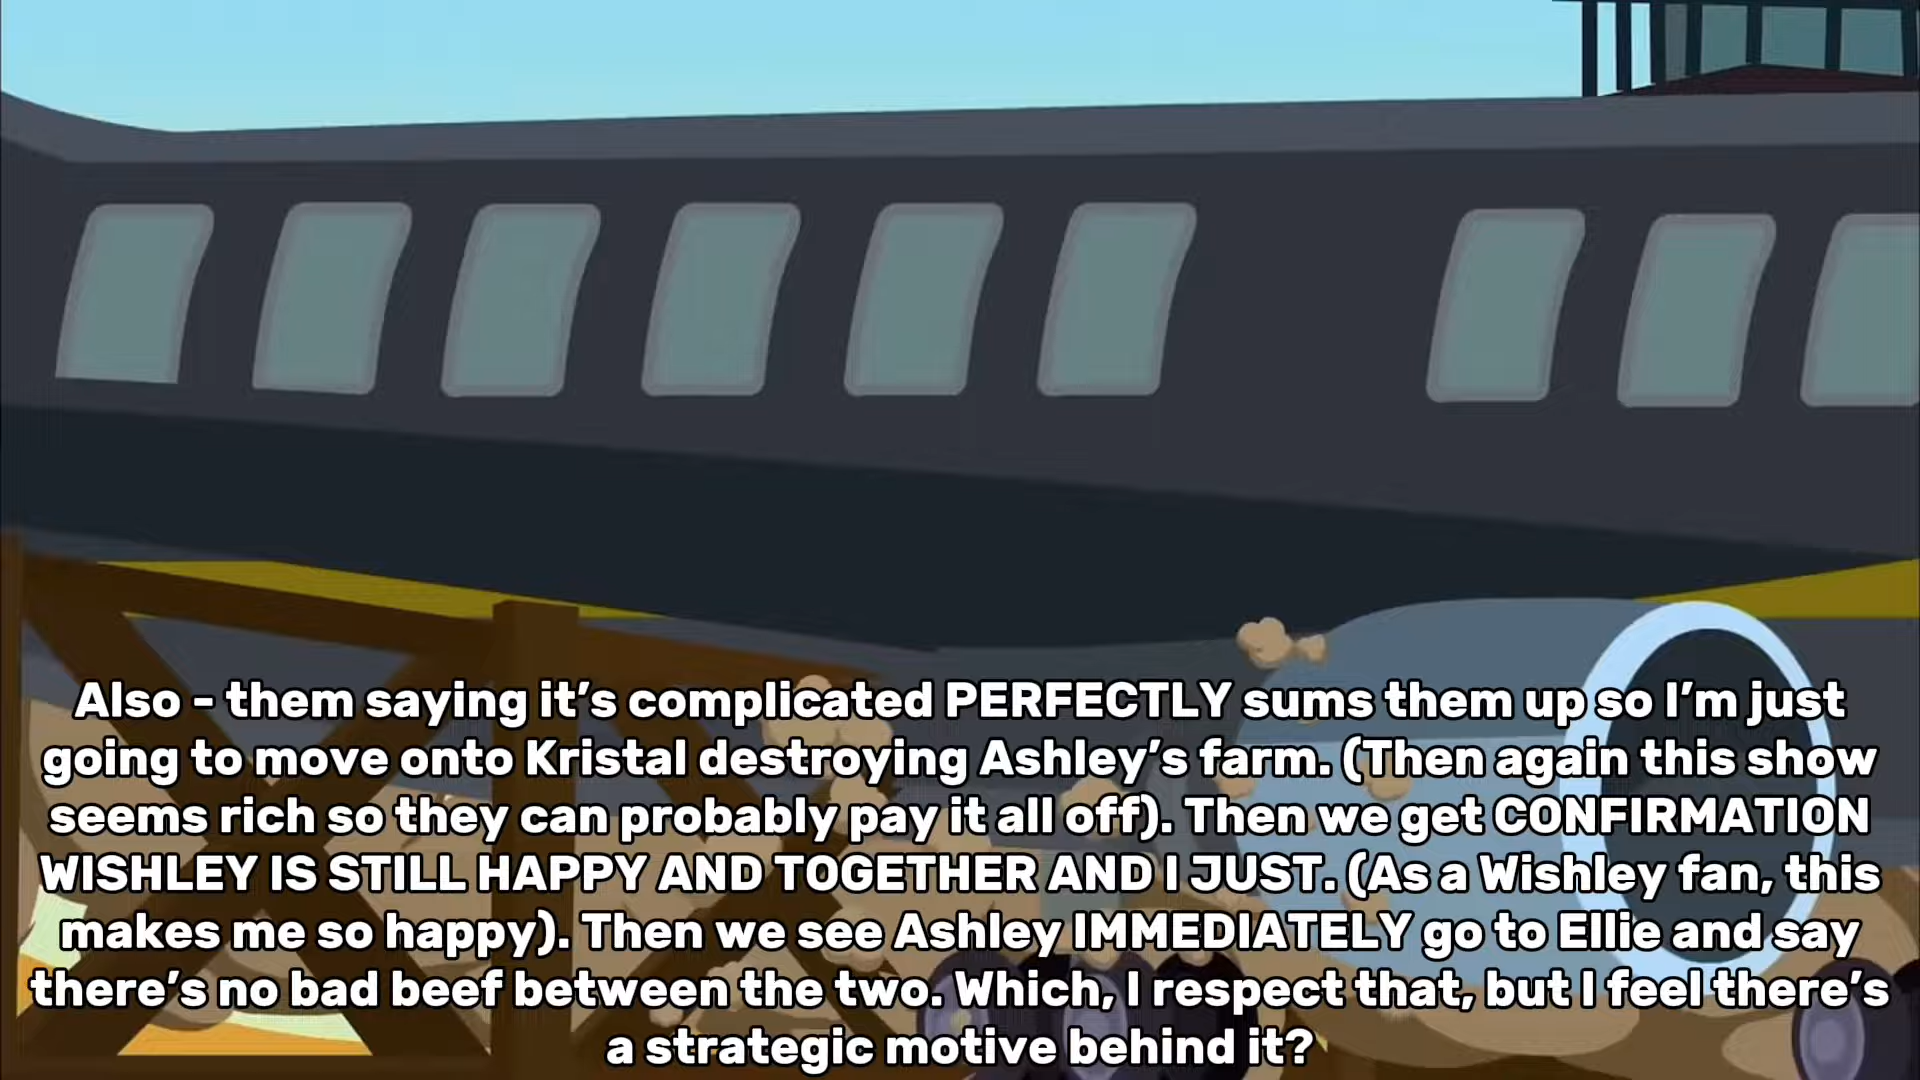 Also - them saying it's complicated PERFECTLY sums them up so I'm just
going to move onto Kristal destroying Ashley's farm. (Then again this show
seems rich so they can probably pay it all off). Then we get CONFIRMATION
WISHLEY IS STILL HAPPY AND TOGETHER AND I JUST. (As a Wishley fan, this
makes me so happy). Then we see Ashley IMMEDIATELY go to Ellie and say
there's no bad beef between the two. Which, I respect that, but I feel there's
a strategic motive behind it?